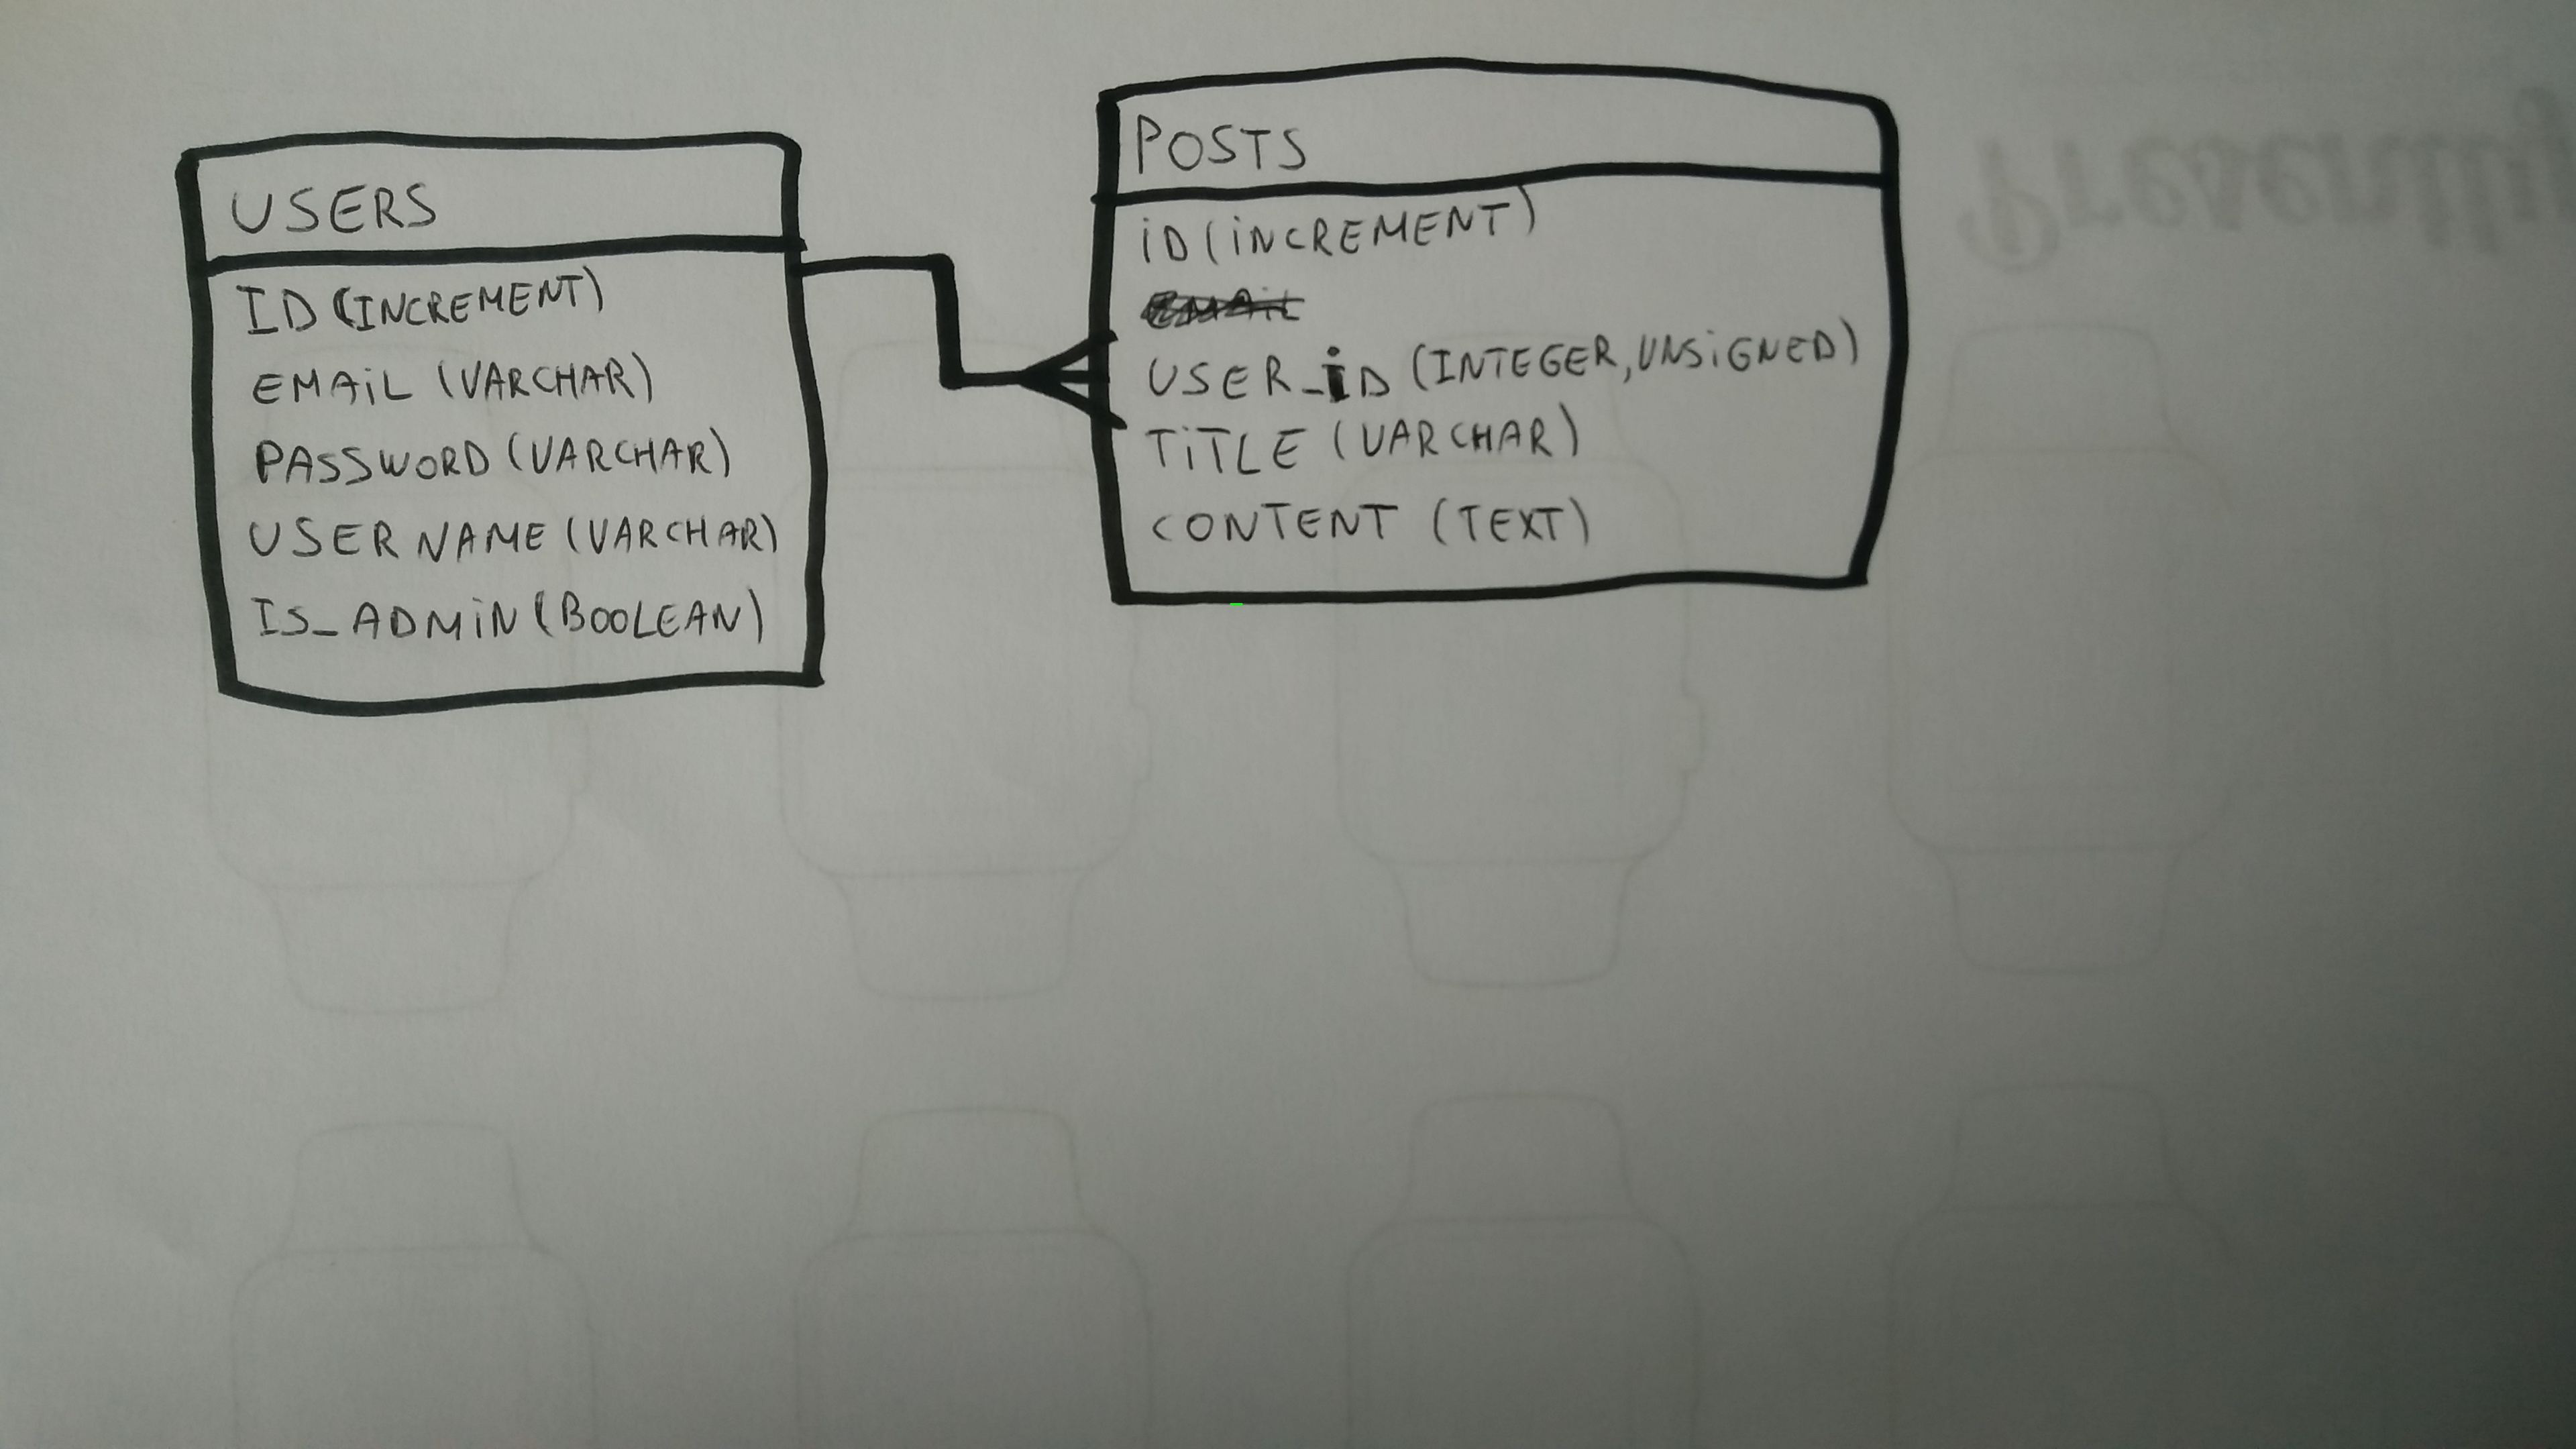 USERS
ID (INCREMENT)
EMAiL (VARCHAR)
PASSWORD (VARCHAR)
USERNAME (VARCHAR)
IS_ADMiN (BOOLEAN)
POSTS
iD (iNCREMENT)
EMAiL
USER_iD (INTEGER, UNSiGNED)
TiTLE (VARCHAR)
CONTENT (TEXT)
Presently